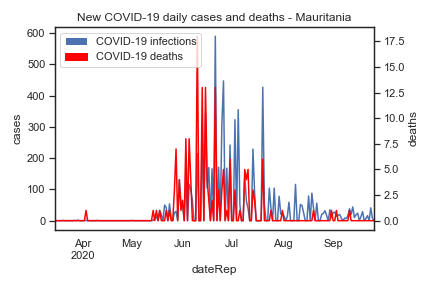 New COVID-19 daily cases and deaths - Mauritania
COVID-19 infections
COVID-19 deaths
600
500
400
300
200
100
0
cases
17.5
15.0
12.5
10.0
7.5
5.0
2.5
0.0
deaths
Apr May Jun Jul Aug Sep
2020
dateRep